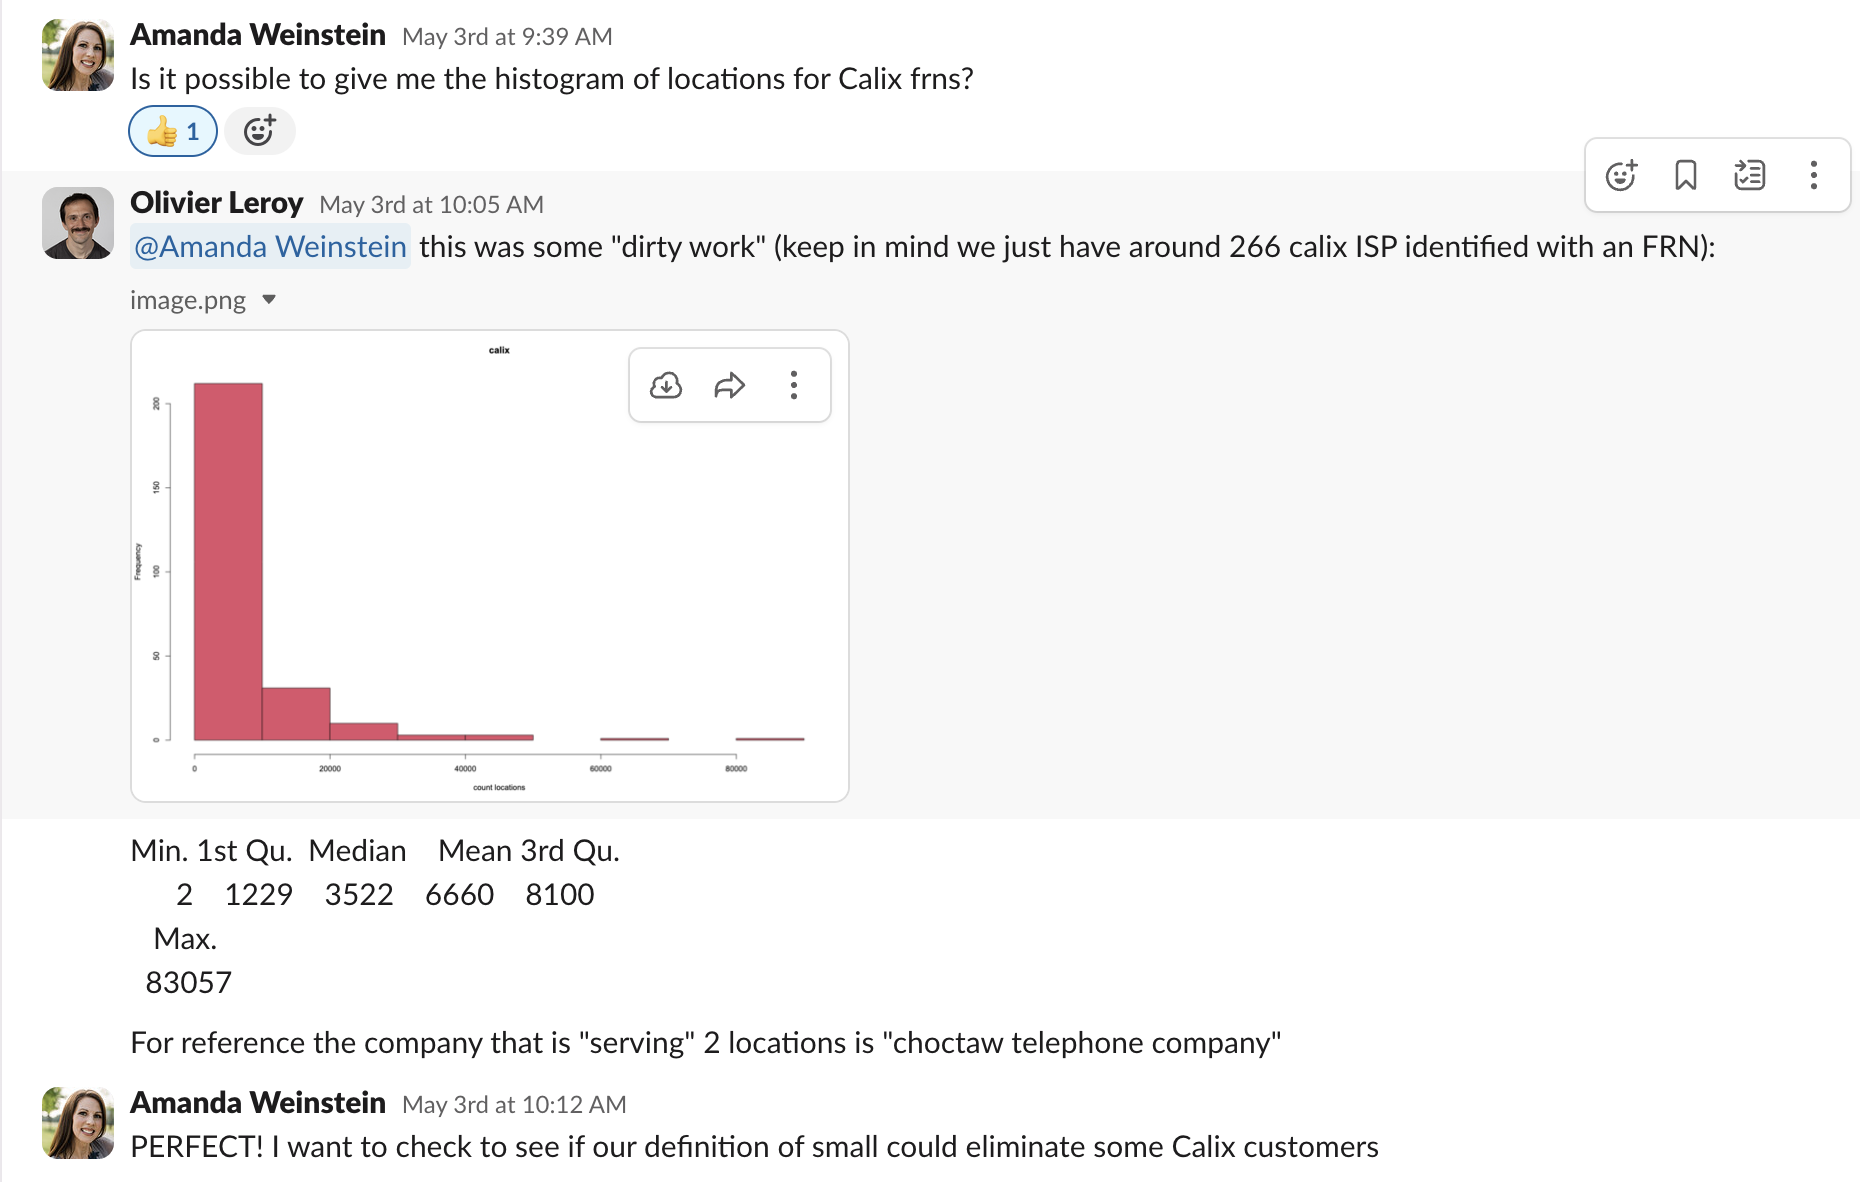 Amanda Weinstein May 3rd at 9:39 AM
Is it possible to give me the histogram of locations for Calix frns?
1
Olivier Leroy May 3rd at 10:05 AM
@Amanda Weinstein this was some "dirty work" (keep in mind we just have around 266 calix ISP identified with an FRN):
image.png
calix
200
150
100
50
0
Frequency
0 20000 40000 60000 80000
count locations
Min. 1st Qu. Median Mean 3rd Qu.
2 1229 3522 6660 8100
Max.
83057
For reference the company that is "serving" 2 locations is "choctaw telephone company"
Amanda Weinstein May 3rd at 10:12 AM
PERFECT! I want to check to see if our definition of small could eliminate some Calix customers